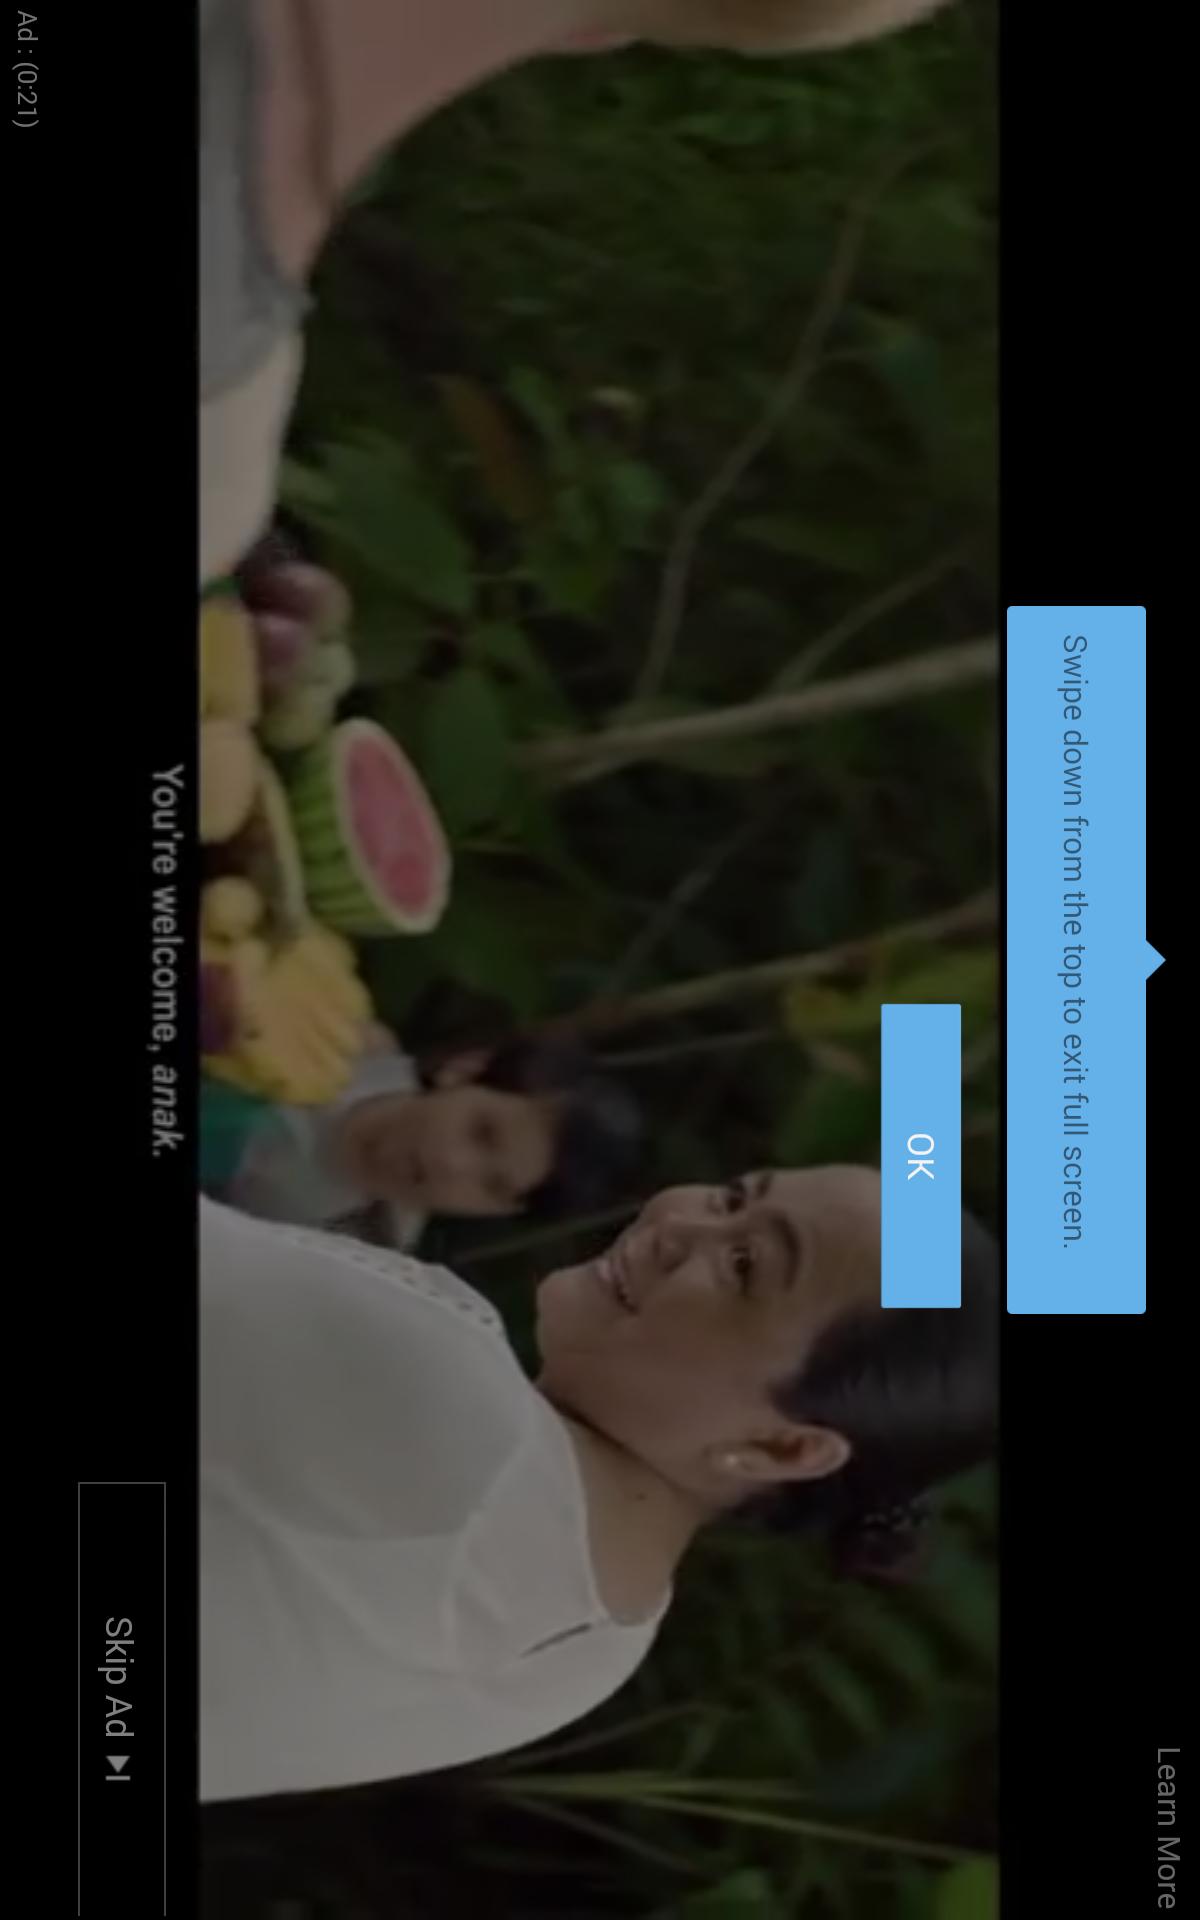 Learn More
Swipe down from the top to exit full screen.
OK
You're welcome, anak.
Skip Ad
Ad : (0:21)